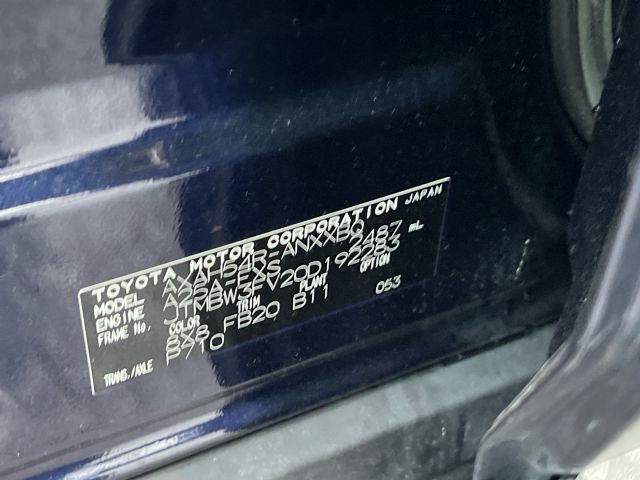 TOYOTA MOTOR CORPORATION JAPAN
MODEL AXAH54R-ANXXBQ
ENGINE A25A-FXS 2487 mL
FRAME No. JTMBW3FV20D192283
COLOR TRIM PLANT OPTION
8X8 FB20 B11 053
TRANS./AXLE P710